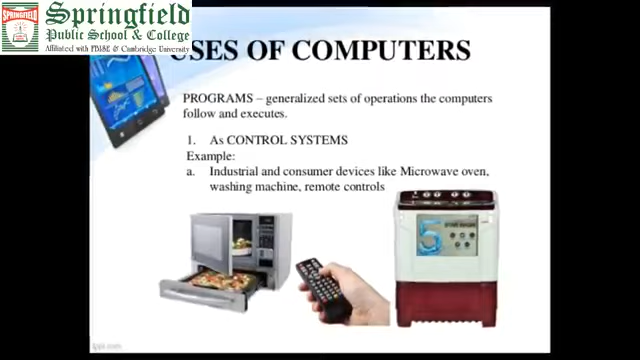 SPRINGFIELD
Springfield
Public School & College
Affiliated with FBISE & Cambridge University
USES OF COMPUTERS
PROGRAMS – generalized sets of operations the computers
follow and executes.
1. As CONTROL SYSTEMS
Example:
a. Industrial and consumer devices like Microwave oven,
washing machine, remote controls
5